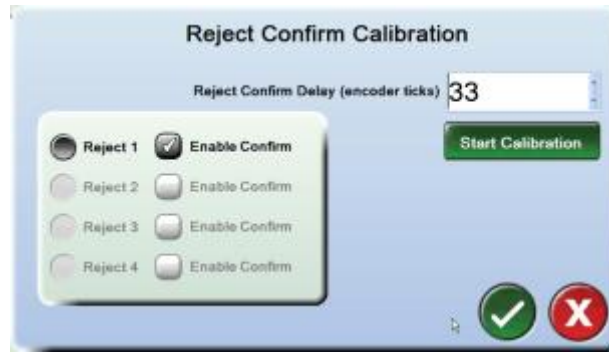 Reject Confirm Calibration
Reject Confirm Delay (encoder ticks) 33
Start Calibration
Reject 1 Enable Confirm
Reject 2 Enable Confirm
Reject 3 Enable Confirm
Reject 4 Enable Confirm